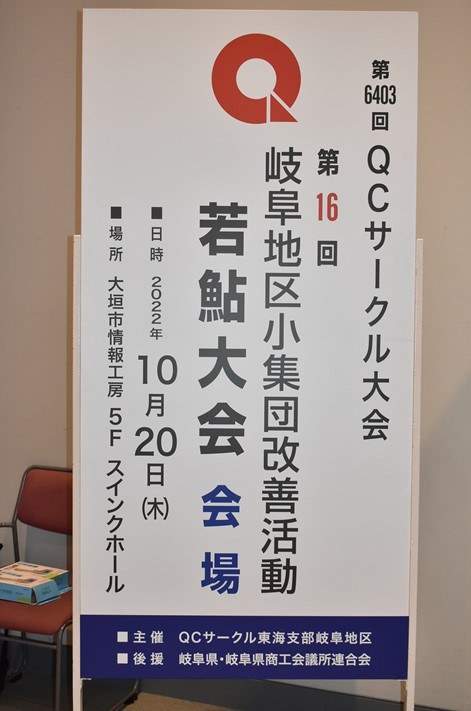 第6403回 QCサークル大会
第16回
岐阜地区小集団改善活動
若鮎大会 会場
■日時 2022年10月20日(木)
■場所 大垣市情報工房 5F スインクホール
■主催 QCサークル東海支部岐阜地区
■後援 岐阜県・岐阜県商工会議所連合会